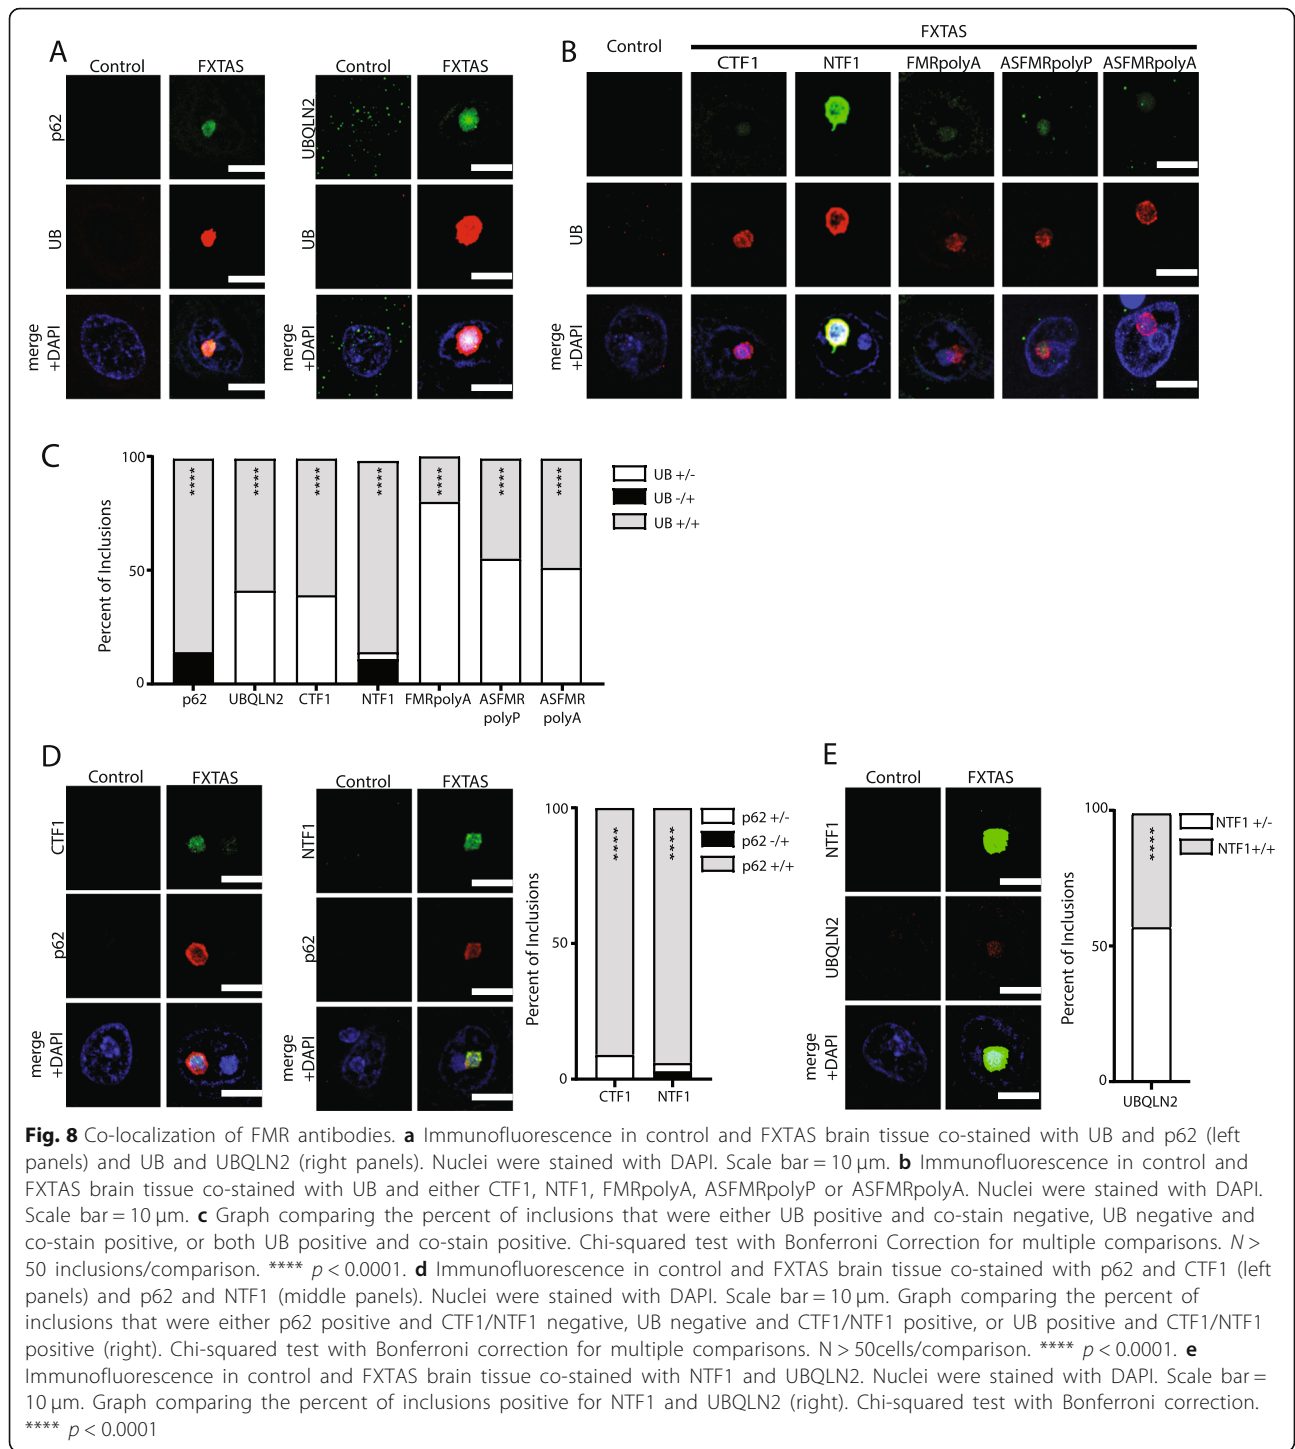 A
Control
FXTAS
Control
FXTAS
p62
UB
merge
+DAPI
UBQLN2
UB
merge
+DAPI
B
Control
FXTAS
CTF1
NTF1
FMRpolyA
ASFMRpolyP
ASFMRpolyA
UB
merge
+DAPI
C
Percent of Inclusions
100
50
0
****
****
****
****
****
****
****
p62
UBQLN2
CTF1
NTF1
FMRpolyA
ASFMR
polyP
ASFMR
polyA
UB +/-
UB -/+
UB +/+
D
Control
FXTAS
CTF1
p62
merge
+DAPI
Control
FXTAS
NTF1
p62
merge
+DAPI
Percent of Inclusions
100
50
0
****
****
CTF1
NTF1
p62 +/-
p62 -/+
p62 +/+
E
Control
FXTAS
NTF1
UBQLN2
merge
+DAPI
Percent of Inclusions
100
50
0
****
UBQLN2
NTF1 +/-
NTF1+/+
Fig. 8 Co-localization of FMR antibodies. a Immunofluorescence in control and FXTAS brain tissue co-stained with UB and p62 (left
panels) and UB and UBQLN2 (right panels). Nuclei were stained with DAPI. Scale bar = 10 μm. b Immunofluorescence in control and
FXTAS brain tissue co-stained with UB and either CTF1, NTF1, FMRpolyA, ASFMRpolyP or ASFMRpolyA. Nuclei were stained with DAPI.
Scale bar = 10 μm. c Graph comparing the percent of inclusions that were either UB positive and co-stain negative, UB negative and
co-stain positive, or both UB positive and co-stain positive. Chi-squared test with Bonferroni Correction for multiple comparisons. N >
50 inclusions/comparison. **** p < 0.0001. d Immunofluorescence in control and FXTAS brain tissue co-stained with p62 and CTF1 (left
panels) and p62 and NTF1 (middle panels). Nuclei were stained with DAPI. Scale bar = 10 μm. Graph comparing the percent of
inclusions that were either p62 positive and CTF1/NTF1 negative, UB negative and CTF1/NTF1 positive, or UB positive and CTF1/NTF1
positive (right). Chi-squared test with Bonferroni correction for multiple comparisons. N > 50cells/comparison. **** p < 0.0001. e
Immunofluorescence in control and FXTAS brain tissue co-stained with NTF1 and UBQLN2. Nuclei were stained with DAPI. Scale bar =
10 μm. Graph comparing the percent of inclusions positive for NTF1 and UBQLN2 (right). Chi-squared test with Bonferroni correction.
**** p < 0.0001